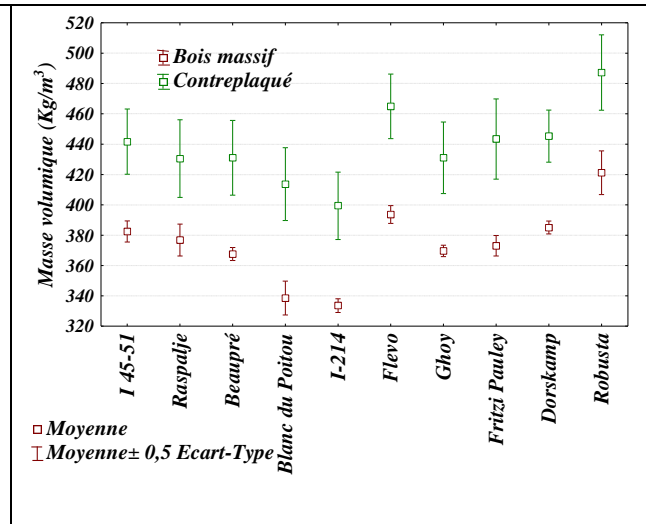 Masse volumique (Kg/m³)
520
500
480
460
440
420
400
380
360
340
320
Bois massif
Contreplaqué
I 45-51
Raspalje
Beaupré
Blanc du Poitou
I-214
Flevo
Ghoy
Fritzi Pauley
Dorskamp
Robusta
Moyenne
Moyenne± 0,5 Ecart-Type